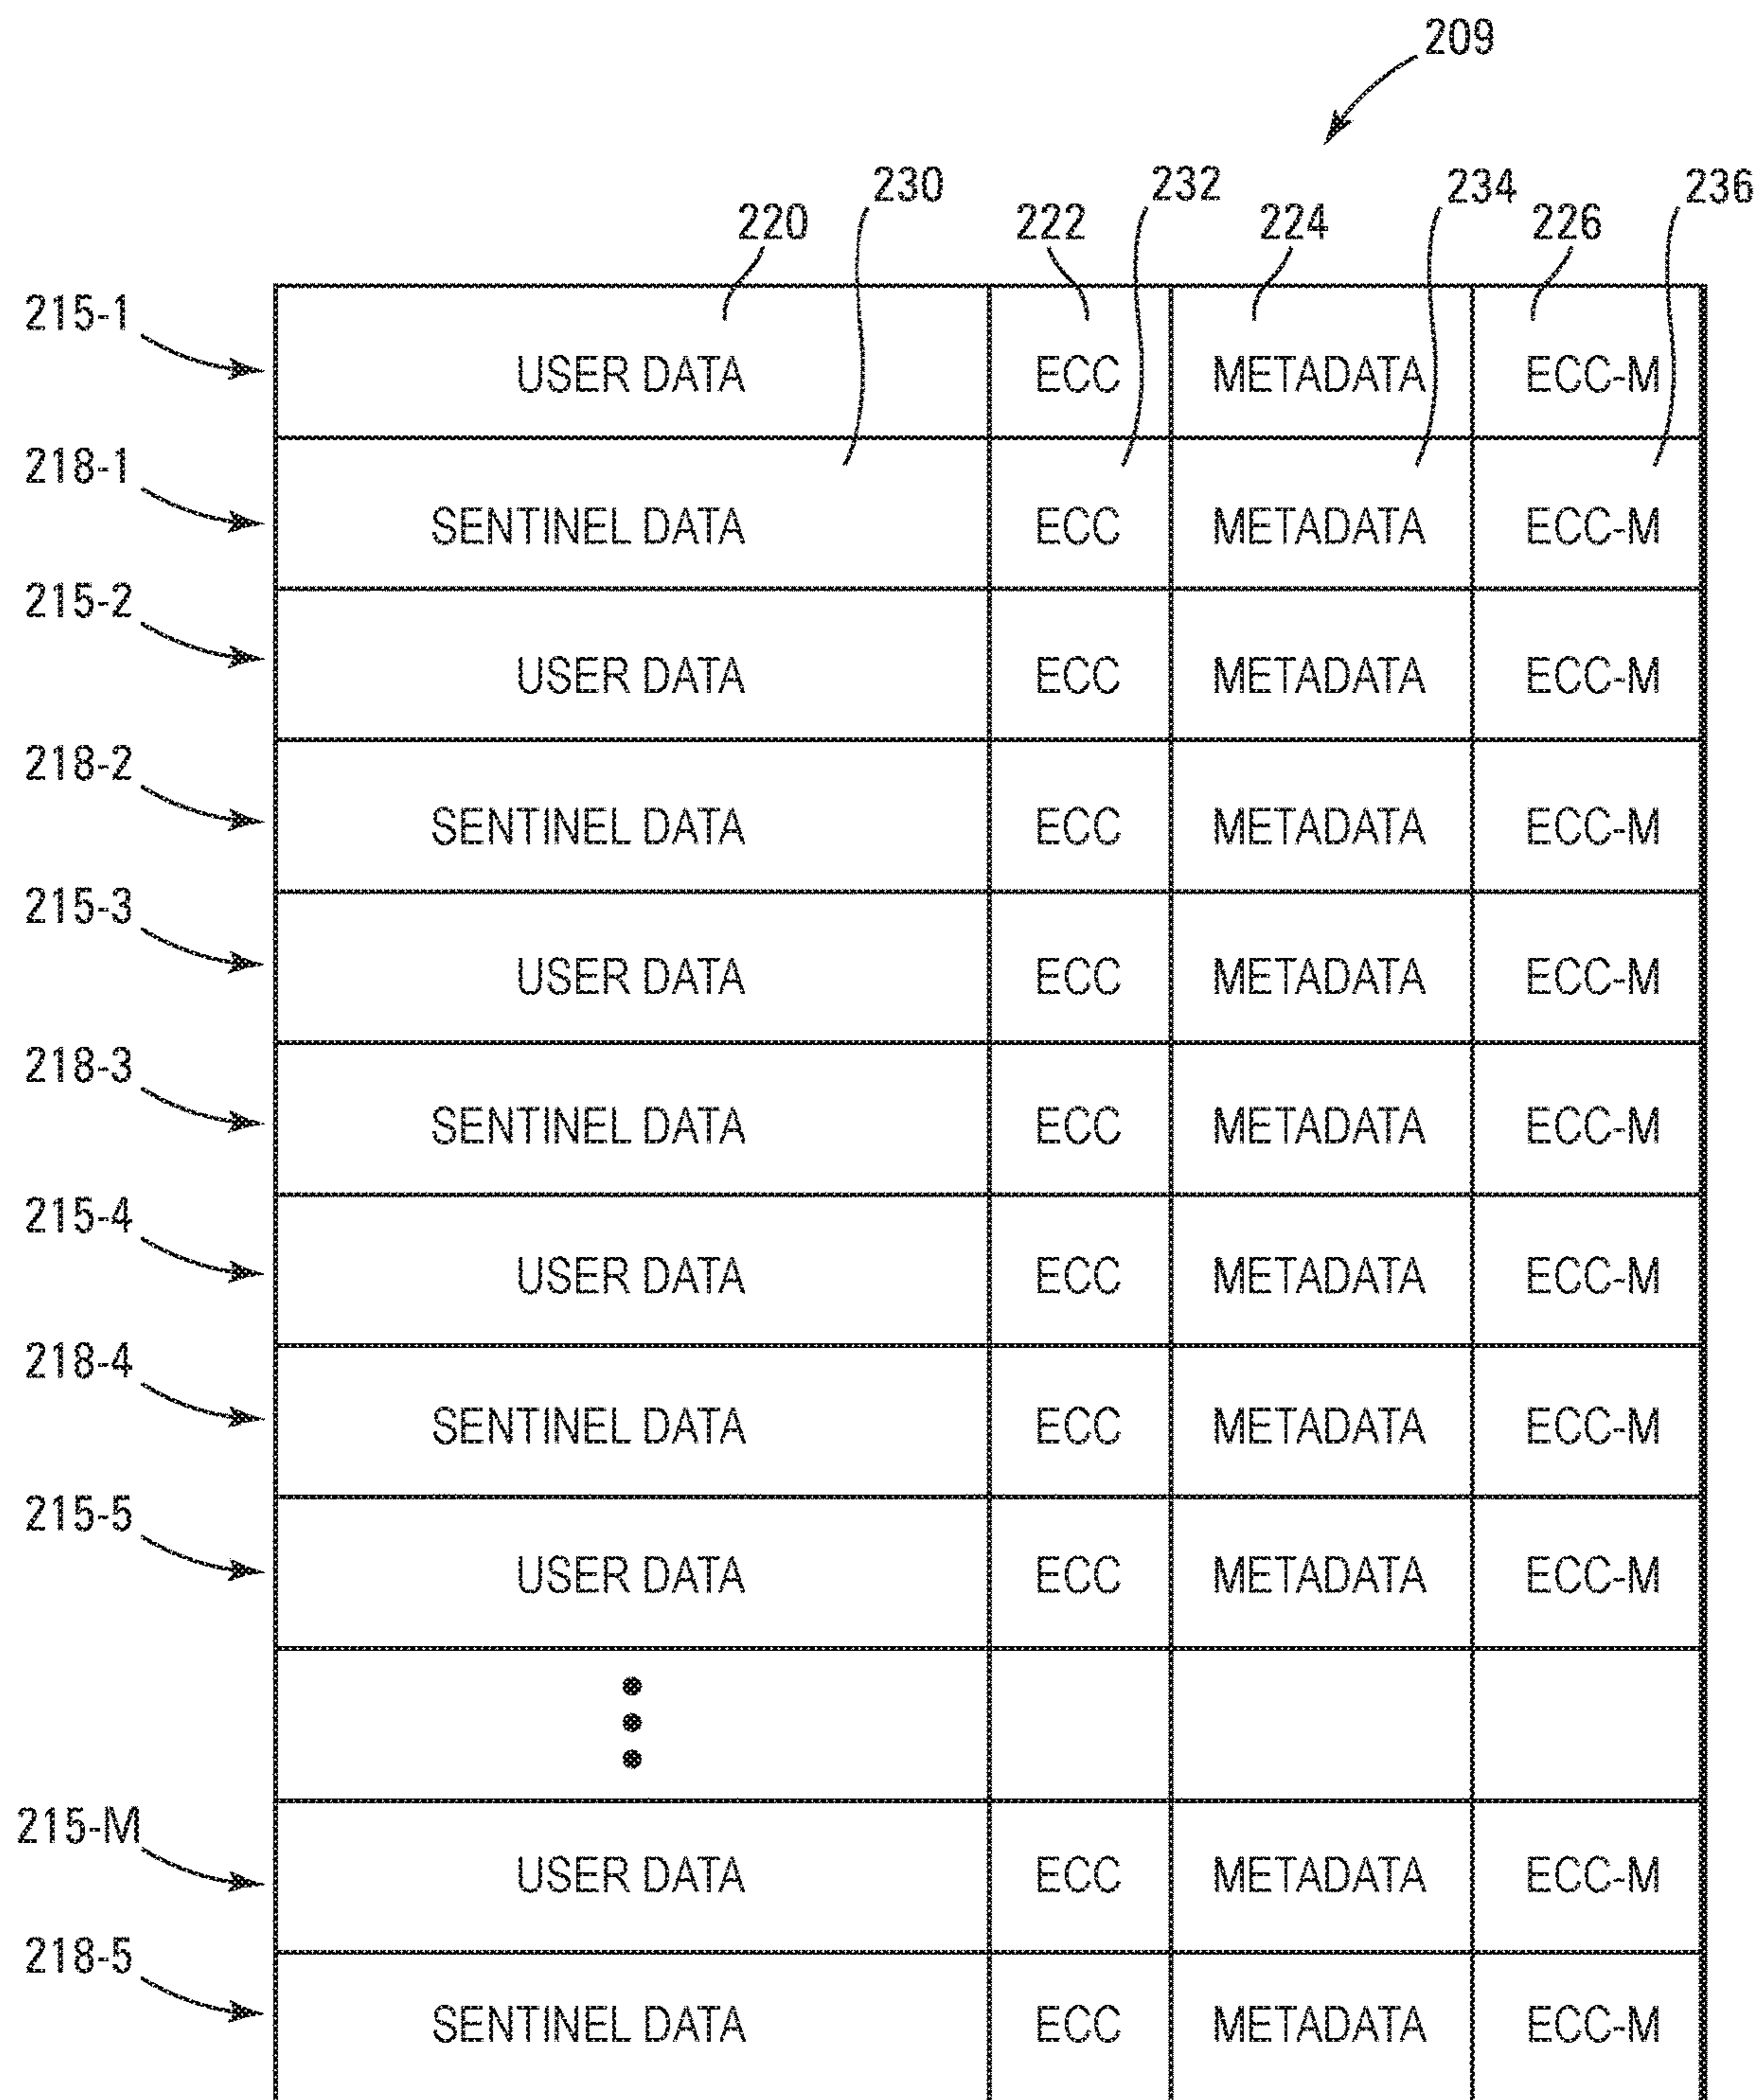 209
230 232 234 236
220 222 224 226
215-1 USER DATA ECC METADATA ECC-M
218-1 SENTINEL DATA ECC METADATA ECC-M
215-2 USER DATA ECC METADATA ECC-M
218-2 SENTINEL DATA ECC METADATA ECC-M
215-3 USER DATA ECC METADATA ECC-M
218-3 SENTINEL DATA ECC METADATA ECC-M
215-4 USER DATA ECC METADATA ECC-M
218-4 SENTINEL DATA ECC METADATA ECC-M
215-5 USER DATA ECC METADATA ECC-M
215-M USER DATA ECC METADATA ECC-M
218-5 SENTINEL DATA ECC METADATA ECC-M